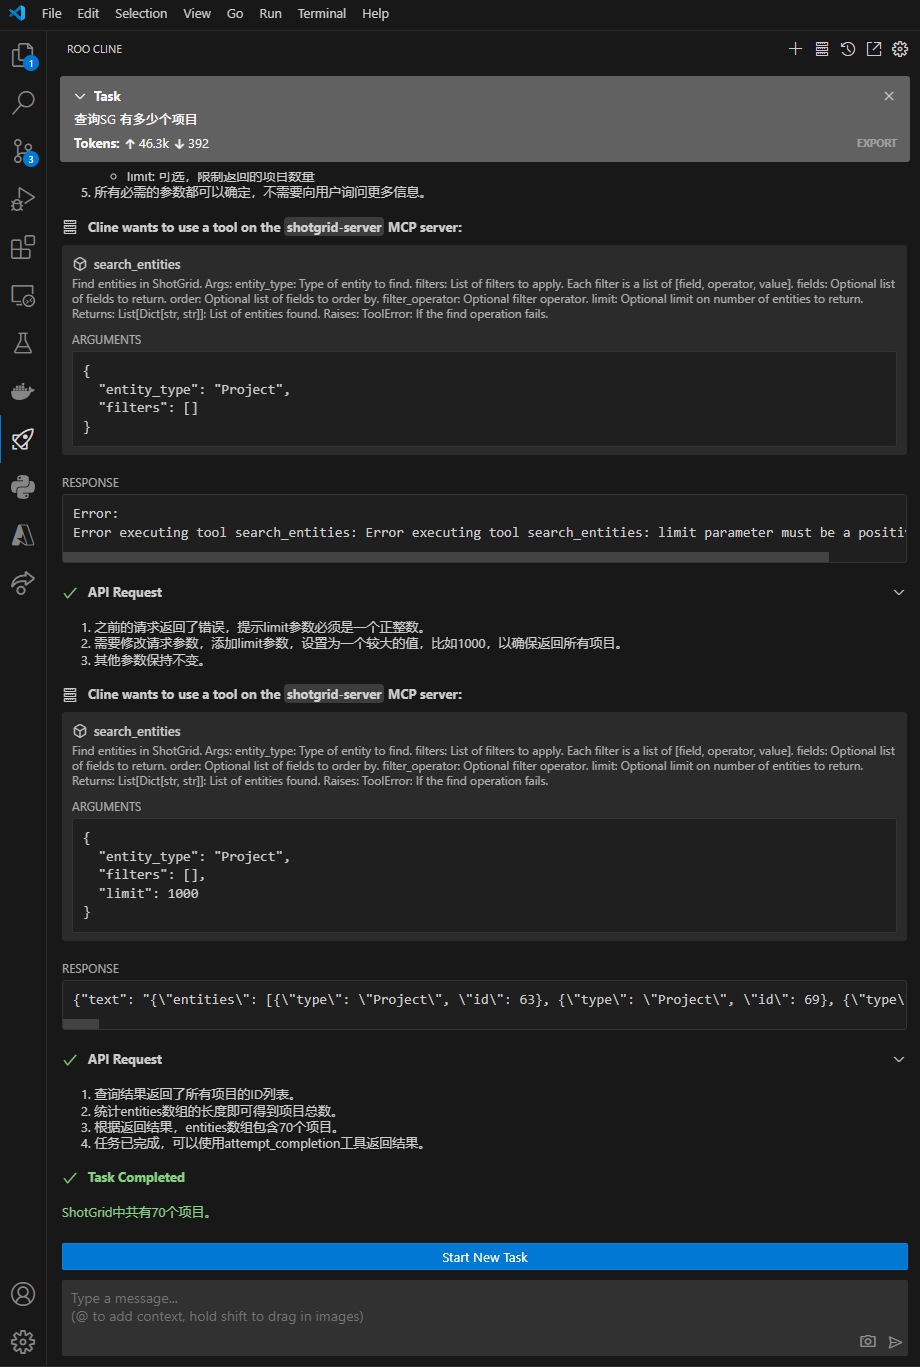 File Edit Selection View Go Run Terminal Help
ROO CLINE
1
3
Task
查询SG 有多少个项目
Tokens: ↑ 46.3k ↓ 392
EXPORT
limit: 可选，限制返回的项目数量
5. 所有必需的参数都可以确定，不需要向用户询问更多信息。
Cline wants to use a tool on the shotgrid-server MCP server:
search_entities
Find entities in ShotGrid. Args: entity_type: Type of entity to find. filters: List of filters to apply. Each filter is a list of [field, operator, value]. fields: Optional list
of fields to return. order: Optional list of fields to order by. filter_operator: Optional filter operator. limit: Optional limit on number of entities to return.
Returns: List[Dict[str, str]]: List of entities found. Raises: ToolError: If the find operation fails.
ARGUMENTS
{
"entity_type": "Project",
"filters": []
}
RESPONSE
Error:
Error executing tool search_entities: Error executing tool search_entities: limit parameter must be a positi
API Request
1. 之前的请求返回了错误，提示limit参数必须是一个正整数。
2. 需要修改请求参数，添加limit参数，设置为一个较大的值，比如1000，以确保返回所有项目。
3. 其他参数保持不变。
Cline wants to use a tool on the shotgrid-server MCP server:
search_entities
Find entities in ShotGrid. Args: entity_type: Type of entity to find. filters: List of filters to apply. Each filter is a list of [field, operator, value]. fields: Optional list
of fields to return. order: Optional list of fields to order by. filter_operator: Optional filter operator. limit: Optional limit on number of entities to return.
Returns: List[Dict[str, str]]: List of entities found. Raises: ToolError: If the find operation fails.
ARGUMENTS
{
"entity_type": "Project",
"filters": [],
"limit": 1000
}
RESPONSE
{"text": "{\"entities\": [{\"type\": \"Project\", \"id\": 63}, {\"type\": \"Project\", \"id\": 69}, {\"type\
API Request
1. 查询结果返回了所有项目的ID列表。
2. 统计entities数组的长度即可得到项目总数。
3. 根据返回结果，entities数组包含70个项目。
4. 任务已完成，可以使用attempt_completion工具返回结果。
Task Completed
ShotGrid中共有70个项目。
Start New Task
Type a message...
(@ to add context, hold shift to drag in images)